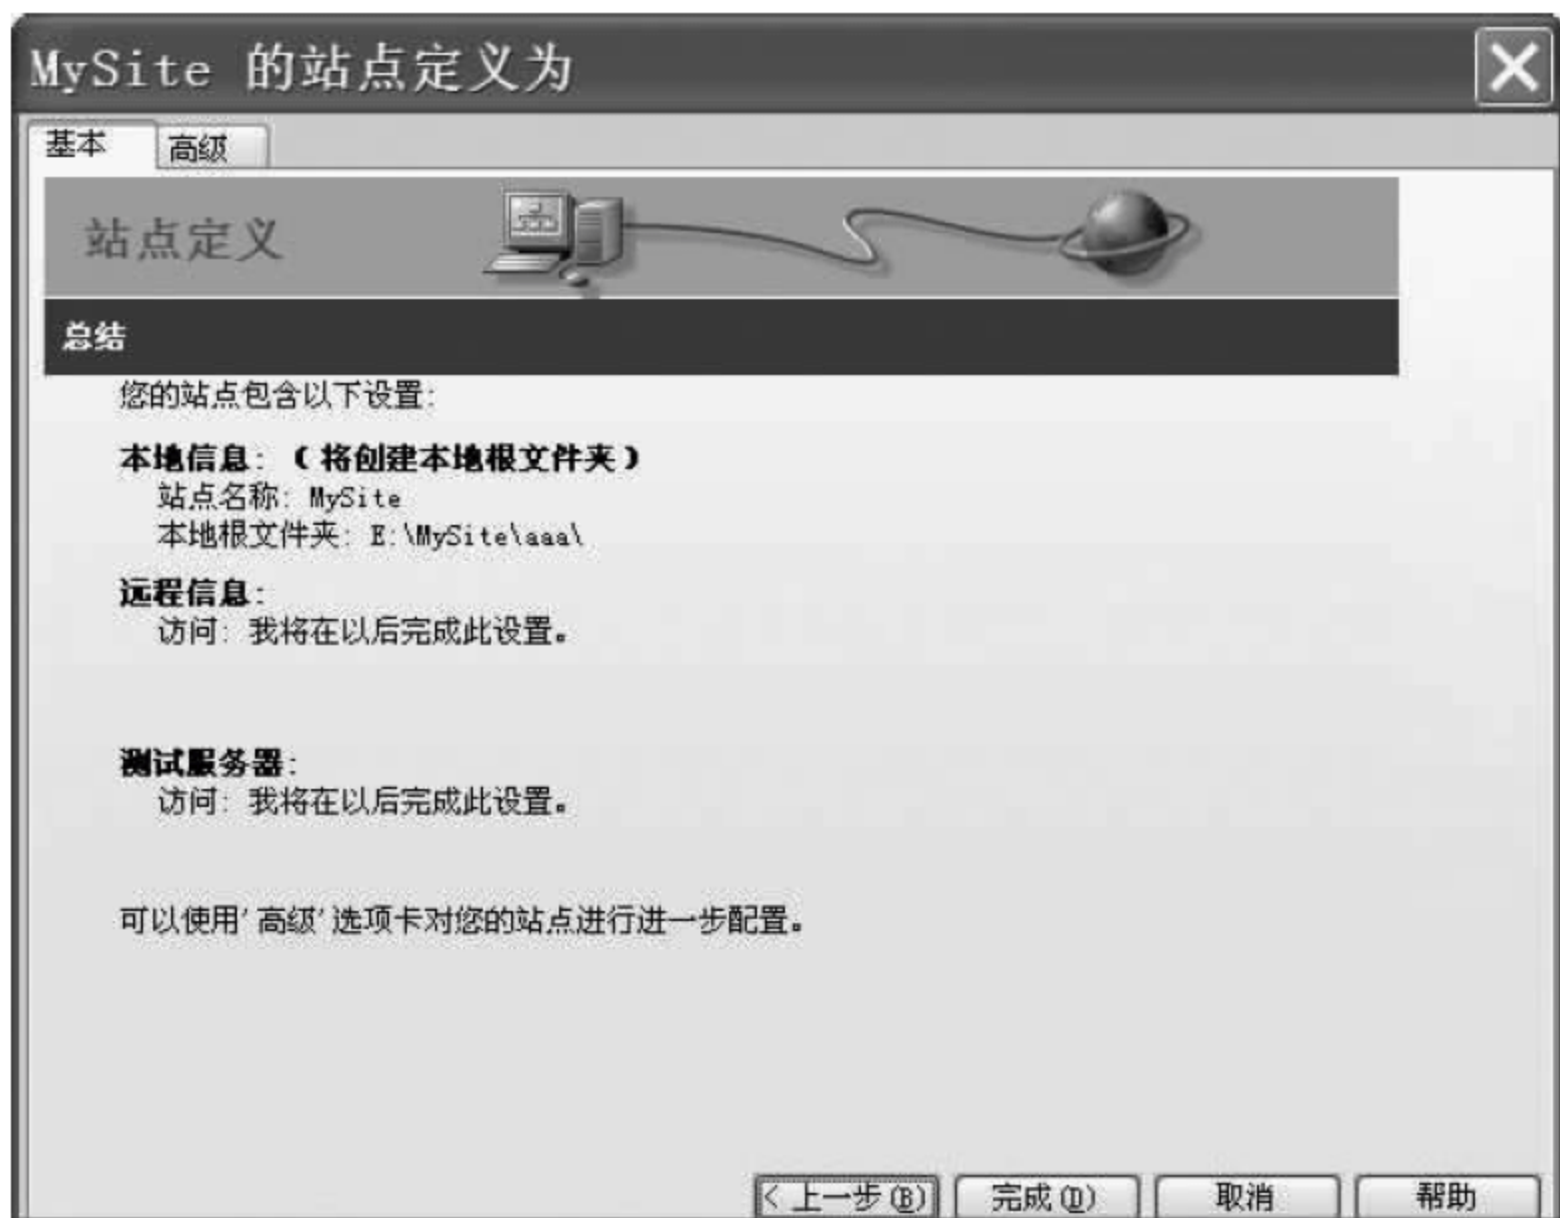 MySite 的站点定义为
基本 高级
站点定义
总结
您的站点包含以下设置:
本地信息: (将创建本地根文件夹)
站点名称: MySite
本地根文件夹: E:\MySite\aaa\
远程信息:
访问: 我将在以后完成此设置。
测试服务器:
访问: 我将在以后完成此设置。
可以使用'高级'选项卡对您的站点进行进一步配置。
< 上一步(B) 完成(D) 取消 帮助